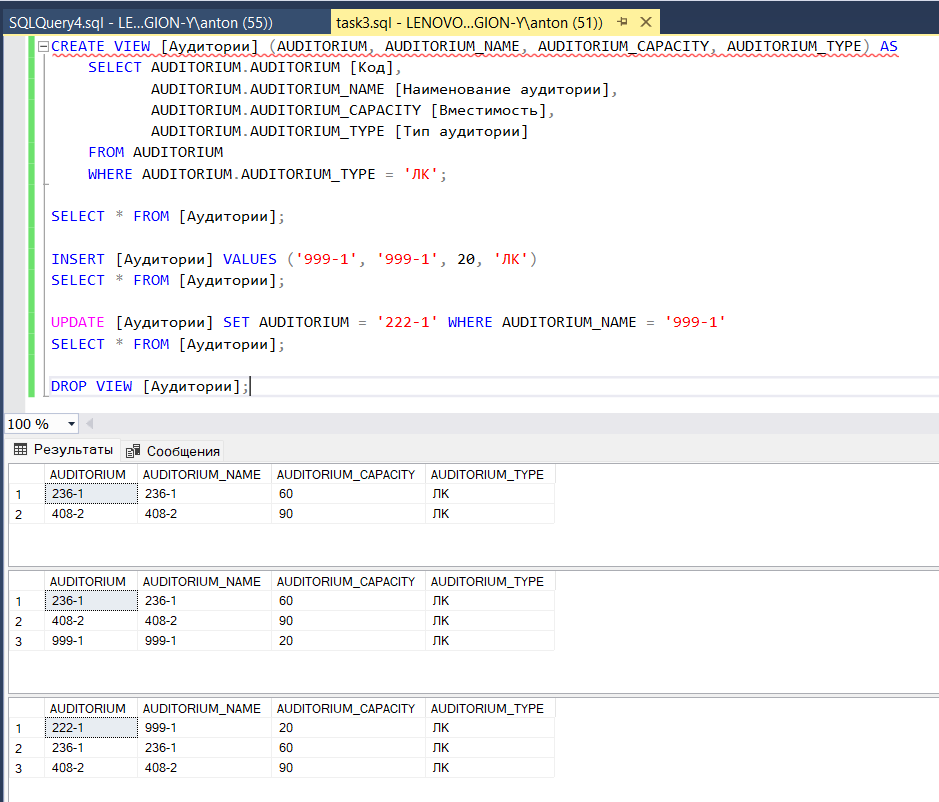 SQLQuery4.sql - LE...GION-Y\anton (55))
task3.sql - LENOVO...GION-Y\anton (51))
CREATE VIEW [Аудитории] (AUDITORIUM, AUDITORIUM_NAME, AUDITORIUM_CAPACITY, AUDITORIUM_TYPE) AS
SELECT AUDITORIUM.AUDITORIUM [Код],
AUDITORIUM.AUDITORIUM_NAME [Наименование аудитории],
AUDITORIUM.AUDITORIUM_CAPACITY [Вместимость],
AUDITORIUM.AUDITORIUM_TYPE [Тип аудитории]
FROM AUDITORIUM
WHERE AUDITORIUM.AUDITORIUM_TYPE = 'ЛК';
SELECT * FROM [Аудитории];
INSERT [Аудитории] VALUES ('999-1', '999-1', 20, 'ЛК')
SELECT * FROM [Аудитории];
UPDATE [Аудитории] SET AUDITORIUM = '222-1' WHERE AUDITORIUM_NAME = '999-1'
SELECT * FROM [Аудитории];
DROP VIEW [Аудитории];
100 %
Результаты Сообщения
AUDITORIUM AUDITORIUM_NAME AUDITORIUM_CAPACITY AUDITORIUM_TYPE
1 236-1 236-1 60 ЛК
2 408-2 408-2 90 ЛК
AUDITORIUM AUDITORIUM_NAME AUDITORIUM_CAPACITY AUDITORIUM_TYPE
1 236-1 236-1 60 ЛК
2 408-2 408-2 90 ЛК
3 999-1 999-1 20 ЛК
AUDITORIUM AUDITORIUM_NAME AUDITORIUM_CAPACITY AUDITORIUM_TYPE
1 222-1 999-1 20 ЛК
2 236-1 236-1 60 ЛК
3 408-2 408-2 90 ЛК